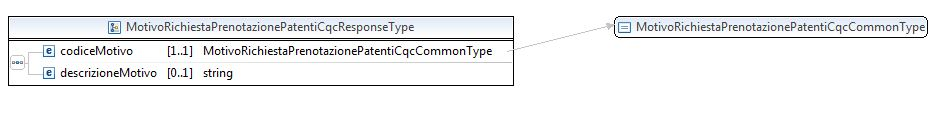 MotivoRichiestaPrenotazionePatentiCqcResponseType
MotivoRichiestaPrenotazionePatentiCqcCommonType
e codiceMotivo [1..1] MotivoRichiestaPrenotazionePatentiCqcCommonType
e descrizioneMotivo [0..1] string